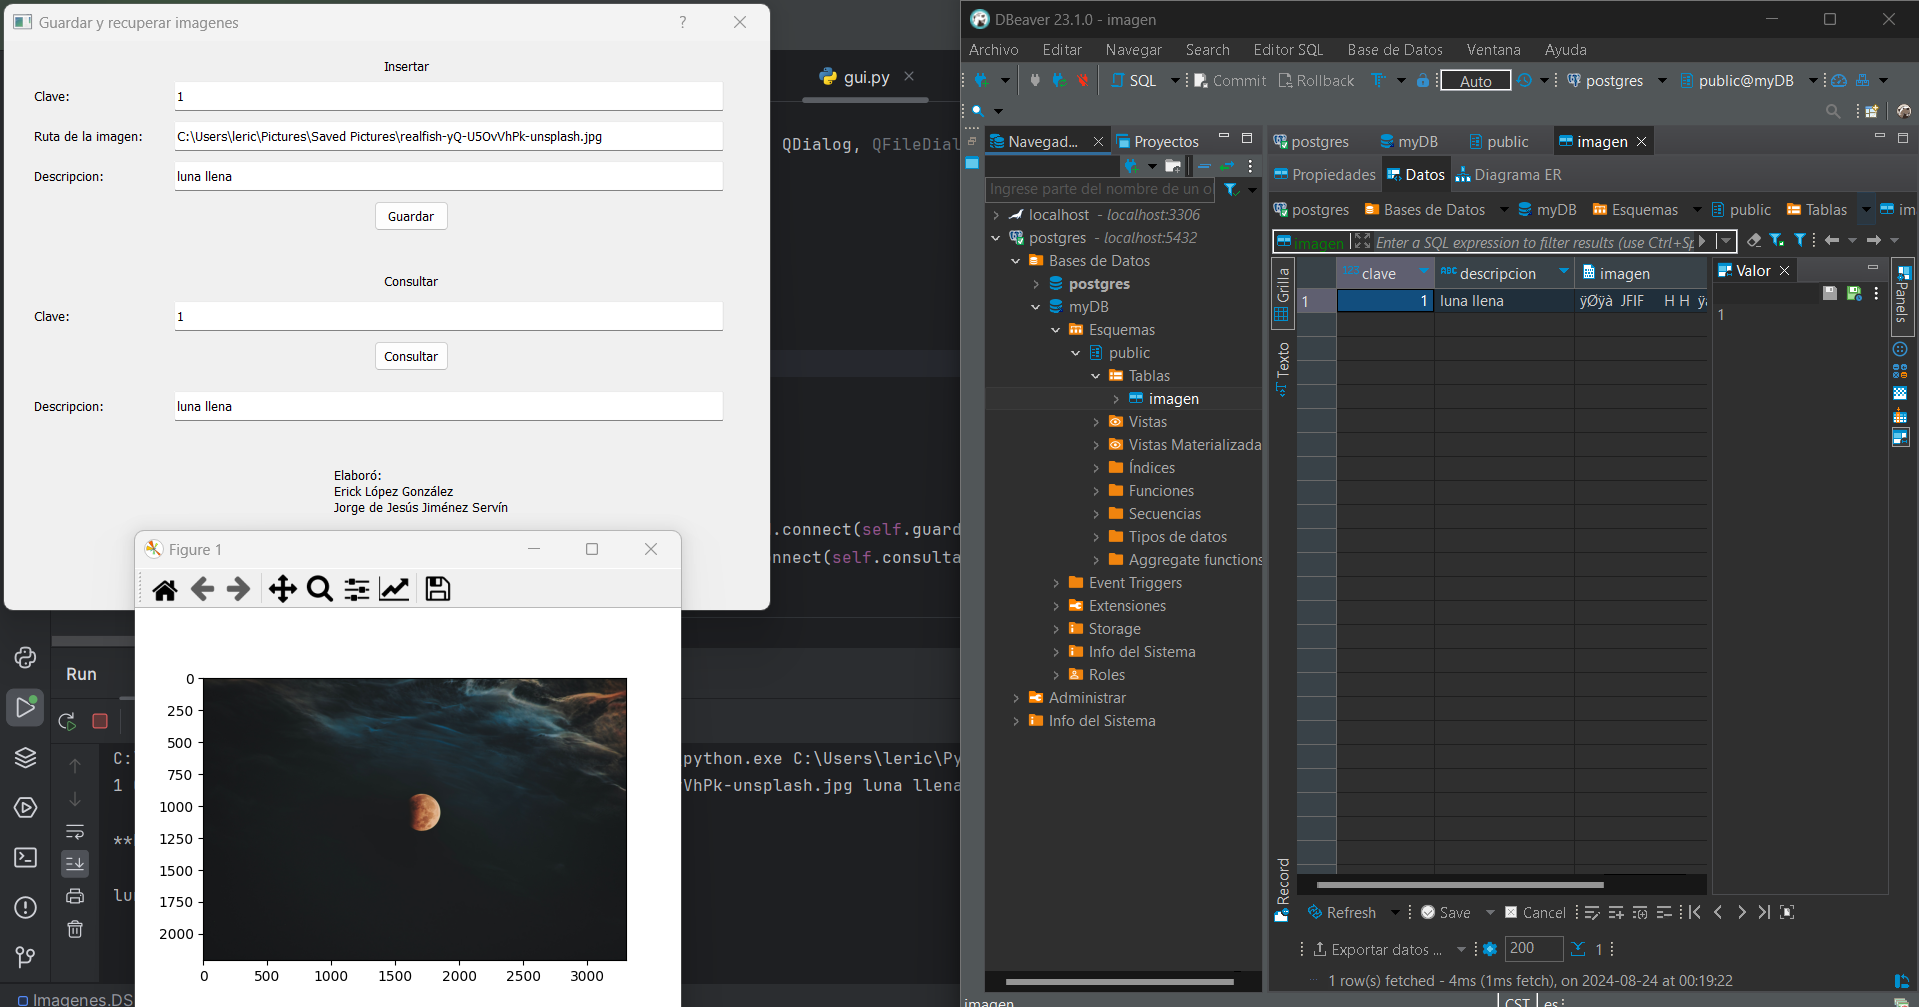 Guardar y recuperar imagenes
?
Insertar
Clave:
1
Ruta de la imagen:
C:\Users\leric\Pictures\Saved Pictures\realfish-yQ-U5OvVhPk-unsplash.jpg
Descripcion:
luna llena
Guardar
Consultar
Clave:
1
Consultar
Descripcion:
luna llena
Elaboró:
Erick López González
Jorge de Jesús Jiménez Servín
gui.py
QDialog, QFileDial
.connect(self.guard
nnect(self.consulta
Figure 1
0
250
500
750
1000
1250
1500
1750
2000
0 500 1000 1500 2000 2500 3000
Run
C:
python.exe C:\Users\leric\Py
1
VhPk-unsplash.jpg luna llena
**
lu
Imagenes.DS
DBeaver 23.1.0 - imagen
Archivo Editar Navegar Search Editor SQL Base de Datos Ventana Ayuda
SQL Commit Rollback Auto postgres public@myDB
Navegad... Proyectos
Ingrese parte del nombre de un o
localhost - localhost:3306
postgres - localhost:5432
Bases de Datos
postgres
myDB
Esquemas
public
Tablas
imagen
Vistas
Vistas Materializada
Índices
Funciones
Secuencias
Tipos de datos
Aggregate functions
Event Triggers
Extensiones
Storage
Info del Sistema
Roles
Administrar
Info del Sistema
postgres myDB public imagen
Propiedades Datos Diagrama ER
postgres Bases de Datos myDB Esquemas public Tablas im
imagen Enter a SQL expression to filter results (use Ctrl+Sp
Grilla
Texto
Record
123 clave ABC descripcion imagen
1 1 luna llena ÿØÿà JFIF H H ÿ
Valor
1
Panels
Refresh Save Cancel
Exportar datos ... 200 1
1 row(s) fetched - 4ms (1ms fetch), on 2024-08-24 at 00:19:22
imagen
CST es